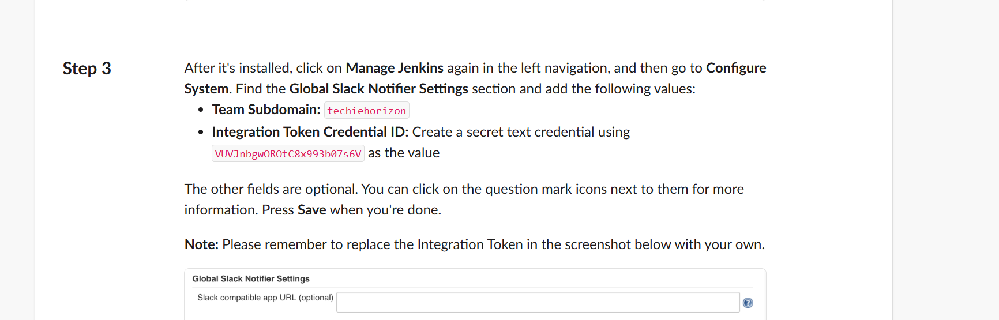 Step 3
After it's installed, click on Manage Jenkins again in the left navigation, and then go to Configure
System. Find the Global Slack Notifier Settings section and add the following values:
• Team Subdomain: techiehorizon
• Integration Token Credential ID: Create a secret text credential using
VUVJnbgwOROtC8x993b07s6V as the value
The other fields are optional. You can click on the question mark icons next to them for more
information. Press Save when you're done.
Note: Please remember to replace the Integration Token in the screenshot below with your own.
Global Slack Notifier Settings
Slack compatible app URL (optional)